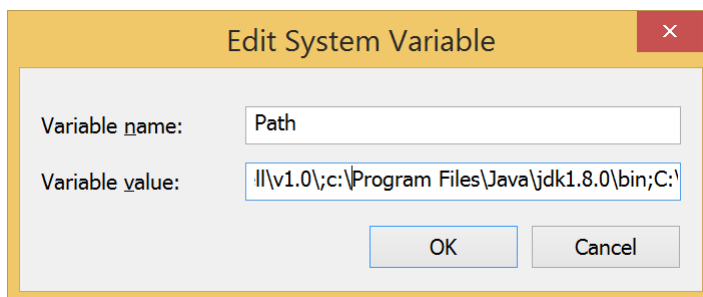 Edit System Variable
Variable name:
Path
Variable value:
ll\v1.0\;c:\Program Files\Java\jdk1.8.0\bin;C:\
OK
Cancel